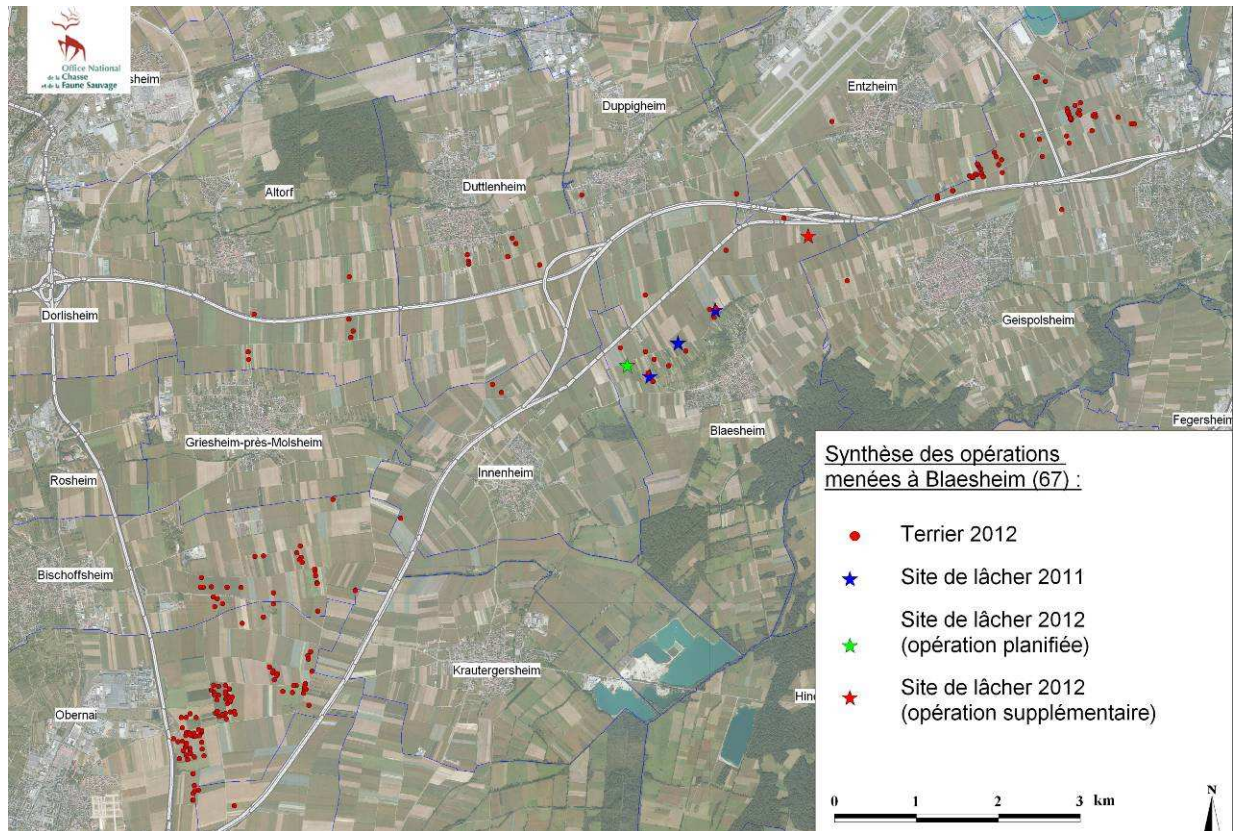 Office National
de la Chasse
et de la Faune Sauvage
Entzheim
Duppigheim
Duttlenheim
Altorf
Dorlisheim
Geispolsheim
Fegersheim
Blaesheim
Griesheim-près-Molsheim
Innenheim
Rosheim
Bischoffsheim
Krautergersheim
Obernai
Synthèse des opérations
menées à Blaesheim (67) :
Terrier 2012
Site de lâcher 2011
Site de lâcher 2012
(opération planifiée)
Site de lâcher 2012
(opération supplémentaire)
0 1 2 3 km
N